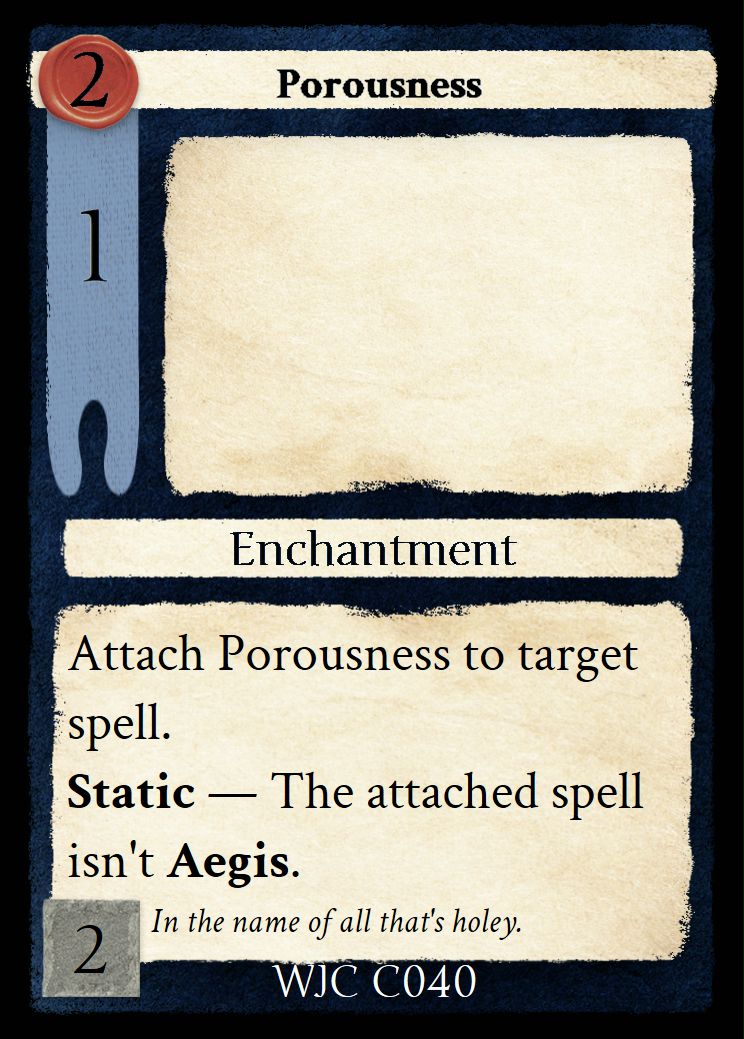 2
Porousness
1
Enchantment
Attach Porousness to target
spell.
Static — The attached spell
isn't Aegis.
In the name of all that's holey.
2
WJC C040